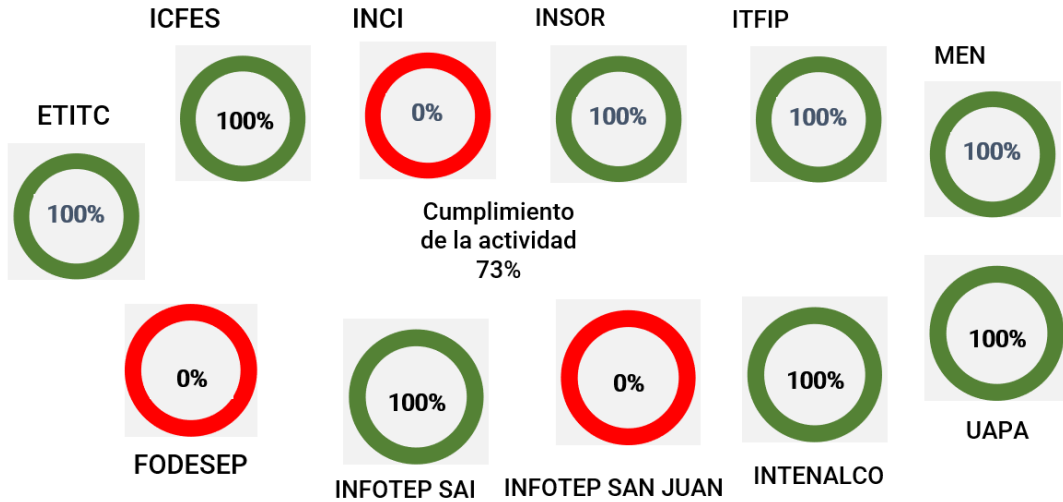 ICFES
100%
INCI
0%
INSOR
100%
ITFIP
100%
MEN
100%
ETITC
100%
Cumplimiento
de la actividad
73%
0%
FODESEP
100%
INFOTEP SAI
0%
INFOTEP SAN JUAN
100%
INTENALCO
100%
UAPA